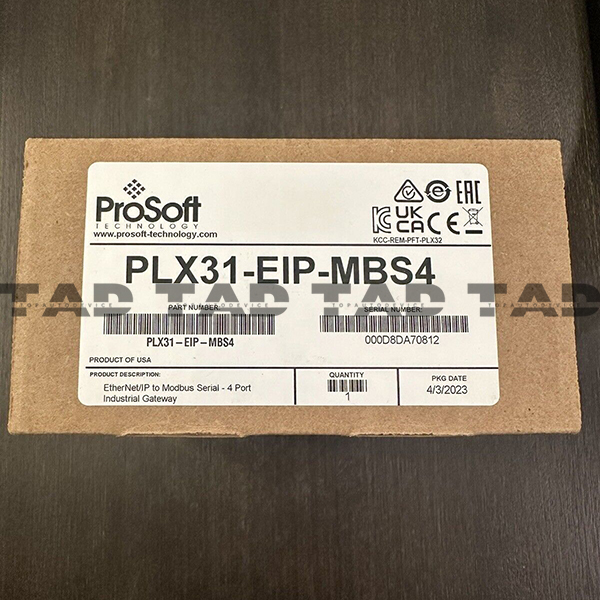 ProSoft
TECHNOLOGY
www.prosoft-technology.com
EAC
UK
CA CE
KCC-REM-PFT-PLX32
PLX31-EIP-MBS4
TAD TAD TAD TAD
TOPAUTODEVICE TOPAUTODEVICE
PART NUMBER:
SERIAL NUMBER:
PLX31-EIP-MBS4
000D8DA70812
PRODUCT OF USA
PRODUCT DESCRIPTION:
EtherNet/IP to Modbus Serial - 4 Port
Industrial Gateway
QUANTITY
1
PKG DATE
4/3/2023